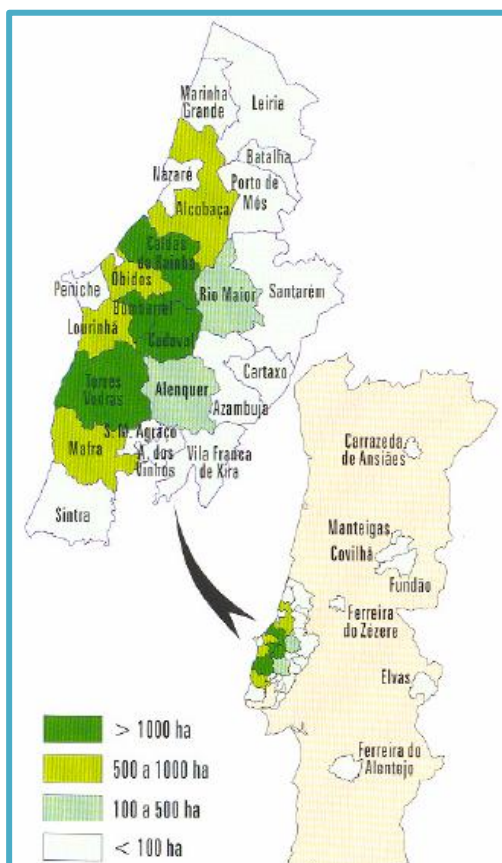 Marinha
Grande
Leiria
Batalha
Nazaré
Porto de
Mós
Alcobaça
Caldas
da Rainha
Óbidos
Peniche
Bombarral
Rio Maior
Santarém
Lourinhã
Cadaval
Cartaxo
Torres
Vedras
Alenquer
Azambuja
S. M. Agraço
Mafra
A. dos
Vinhos
Vila Franca
de Xira
Sintra
Carrazeda
de Ansiães
Manteigas
Covilhã
Fundão
Ferreira
do Zézere
Elvas
Ferreira do
Alentejo
> 1000 ha
500 a 1000 ha
100 a 500 ha
< 100 ha